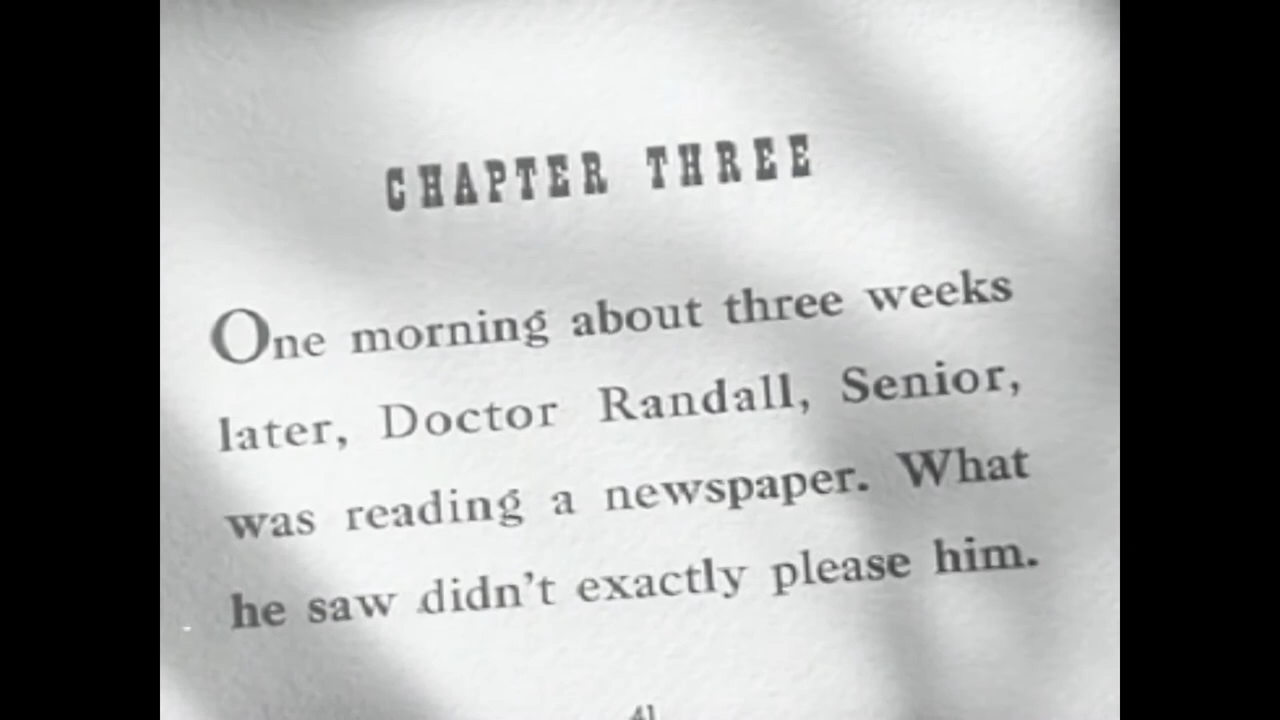 CHAPTER THREE
One morning about three weeks
later, Doctor Randall, Senior,
was reading a newspaper. What
he saw didn't exactly please him.
41